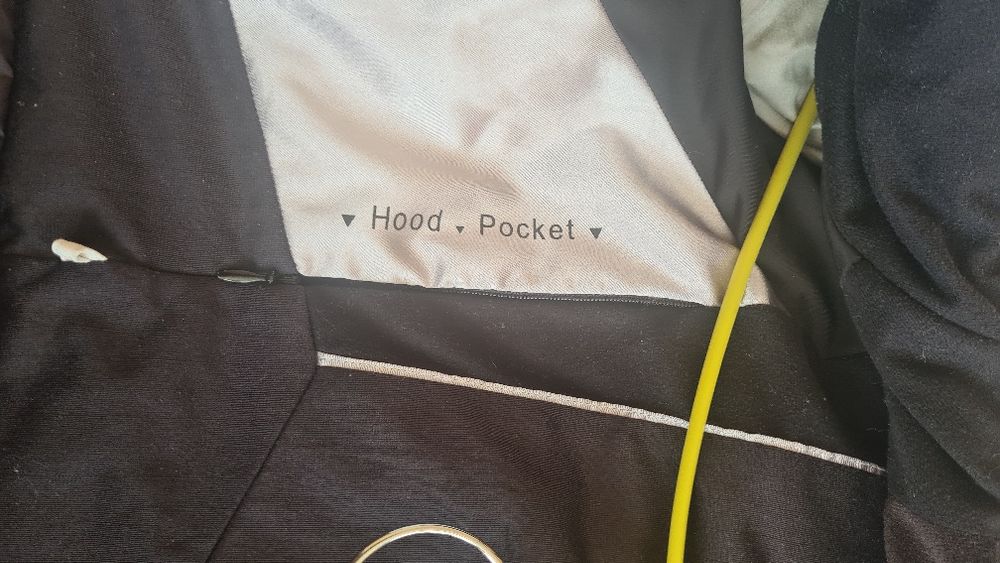 ▼ Hood ▼ Pocket ▼